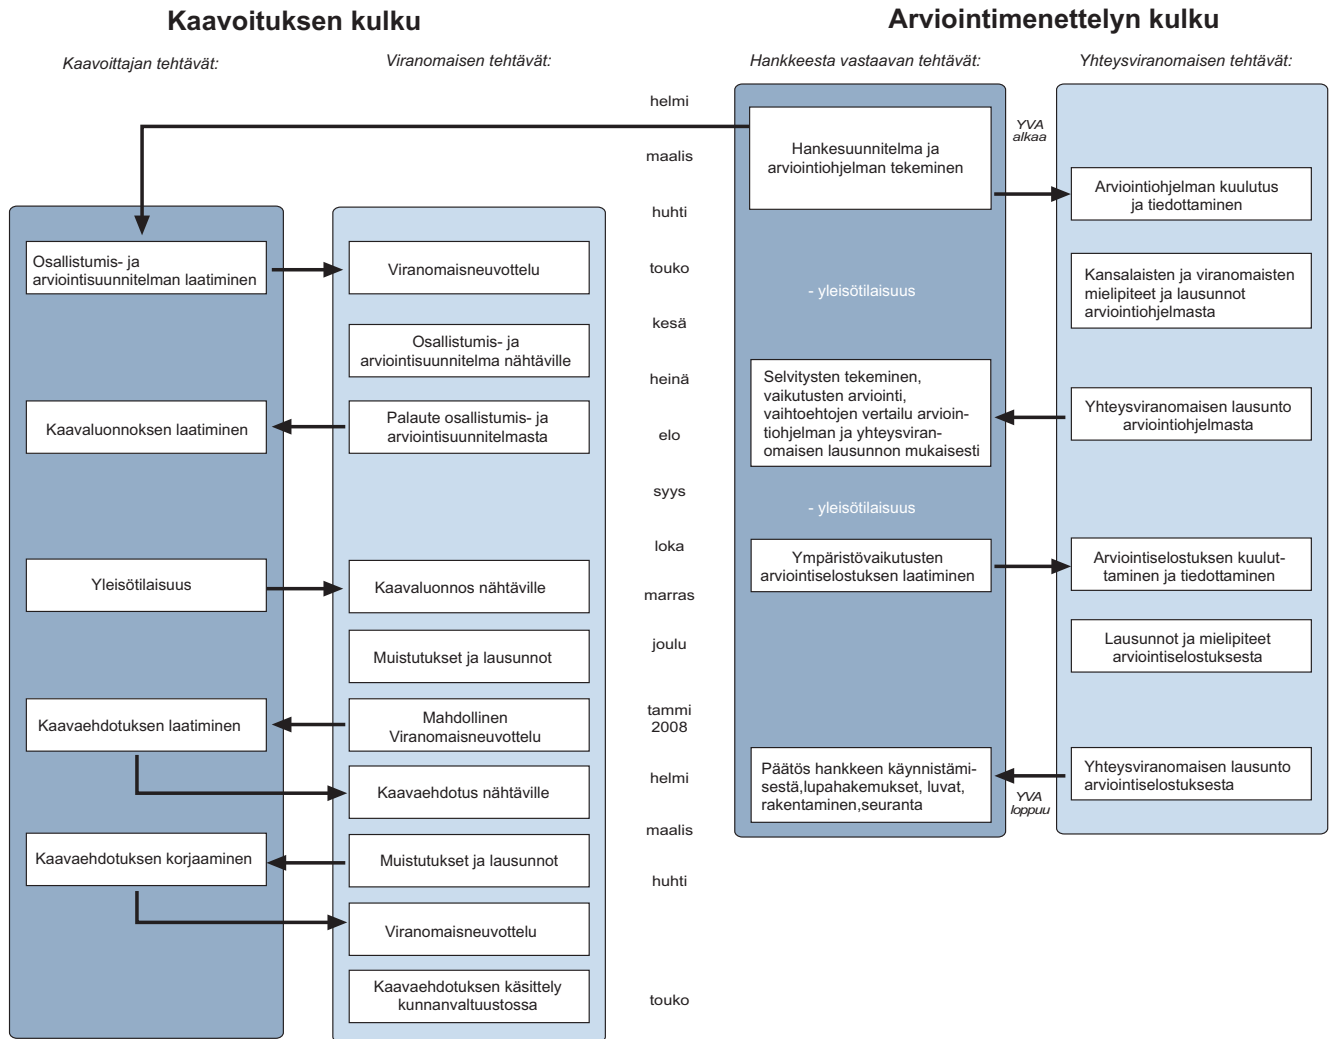 Kaavoituksen kulku
Arviointimenettelyn kulku
Kaavoittajan tehtävät:
Viranomaisen tehtävät:
Hankkeesta vastaavan tehtävät:
Yhteysviranomaisen tehtävät:
Osallistumis- ja
arviointisuunnitelman laatiminen
Kaavaluonnoksen laatiminen
Yleisötilaisuus
Kaavaehdotuksen laatiminen
Kaavaehdotuksen korjaaminen
Viranomaisneuvottelu
Osallistumis- ja
arviointisuunnitelma nähtäville
Palaute osallistumis- ja
arviointisuunnitelmasta
Kaavaluonnos nähtäville
Muistutukset ja lausunnot
Mahdollinen
Viranomaisneuvottelu
Kaavaehdotus nähtäville
Muistutukset ja lausunnot
Viranomaisneuvottelu
Kaavaehdotuksen käsittely
kunnanvaltuustossa
helmi
maalis
huhti
touko
kesä
heinä
elo
syys
loka
marras
joulu
tammi
2008
helmi
maalis
huhti
touko
Hankesuunnitelma ja
arviointiohjelman tekeminen
- yleisötilaisuus
Selvitysten tekeminen,
vaikutusten arviointi,
vaihtoehtojen vertailu arvioin-
tiohjelman ja yhteysviran-
omaisen lausunnon mukaisesti
- yleisötilaisuus
Ympäristövaikutusten
arviointiselostuksen laatiminen
Päätös hankkeen käynnistämi-
sestä,lupahakemukset, luvat,
rakentaminen,seuranta
YVA
alkaa
YVA
loppuu
Arviointiohjelman kuulutus
ja tiedottaminen
Kansalaisten ja viranomaisten
mielipiteet ja lausunnot
arviointiohjelmasta
Yhteysviranomaisen lausunto
arviointiohjelmasta
Arviointiselostuksen kuulut-
taminen ja tiedottaminen
Lausunnot ja mielipiteet
arviointiselostuksesta
Yhteysviranomaisen lausunto
arviointiselostuksesta